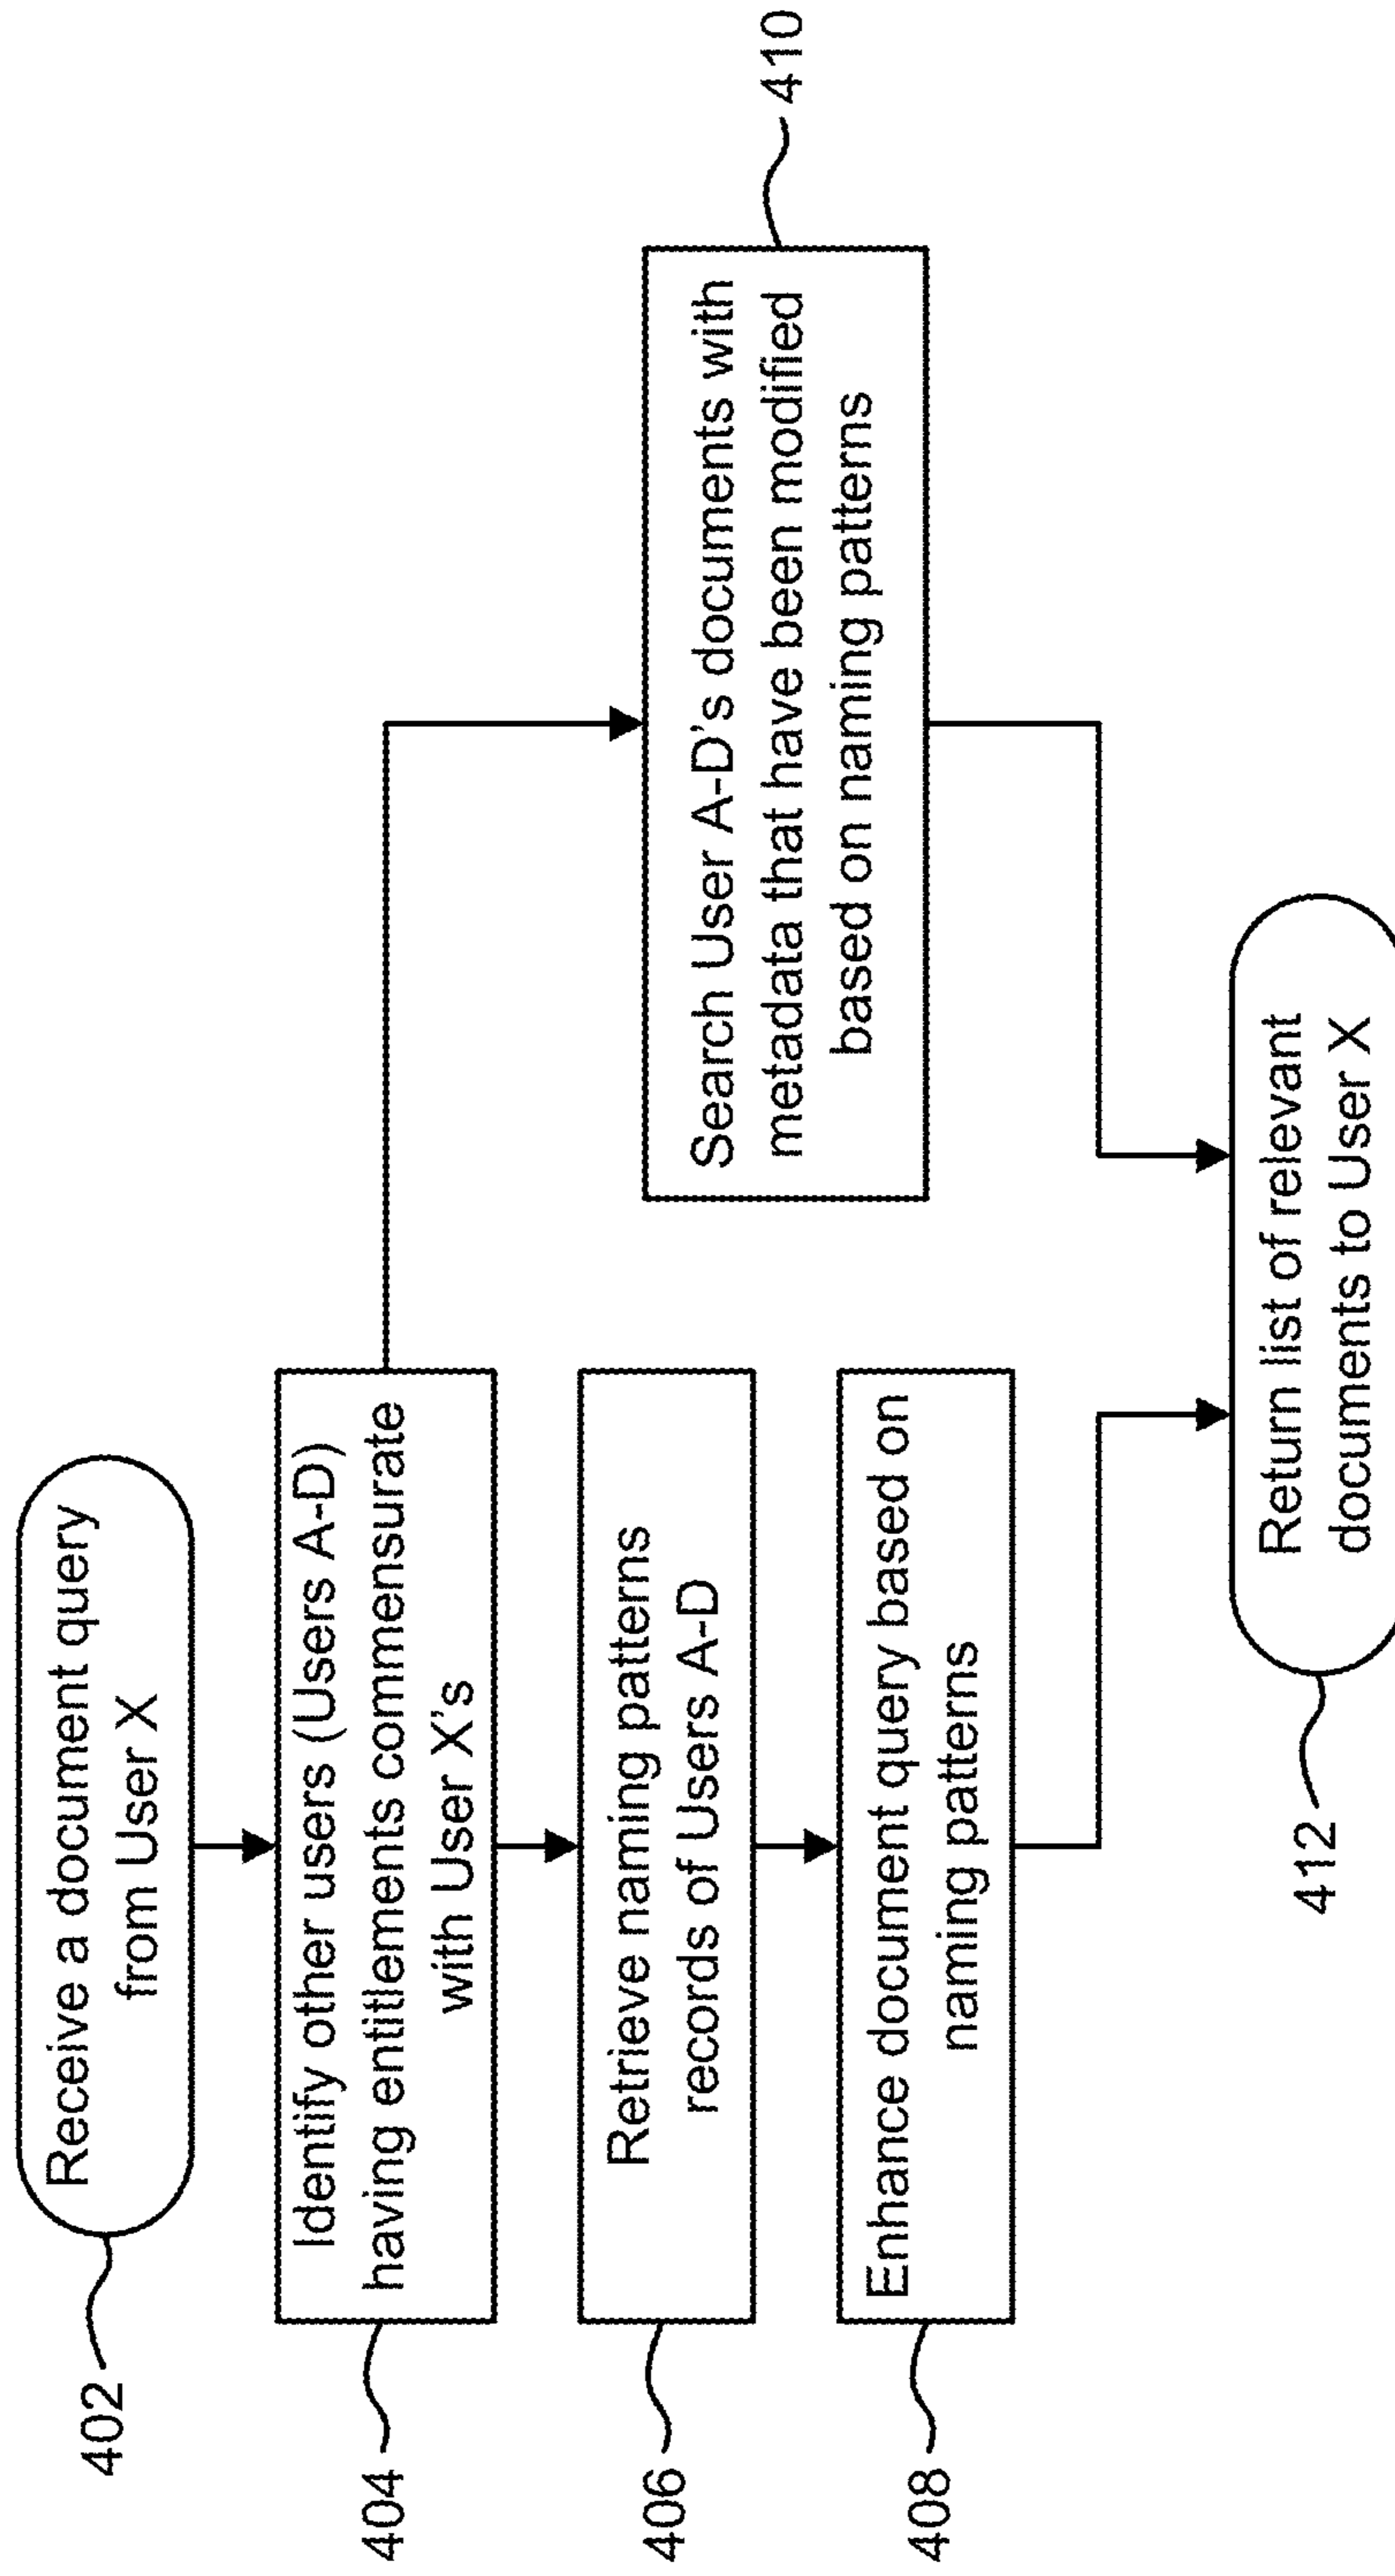 402
Receive a document query
from User X
404
Identify other users (Users A-D)
having entitlements commensurate
with User X's
406
Retrieve naming patterns
records of Users A-D
408
Enhance document query based on
naming patterns
410
Search User A-D's documents with
metadata that have been modified
based on naming patterns
412
Return list of relevant
documents to User X